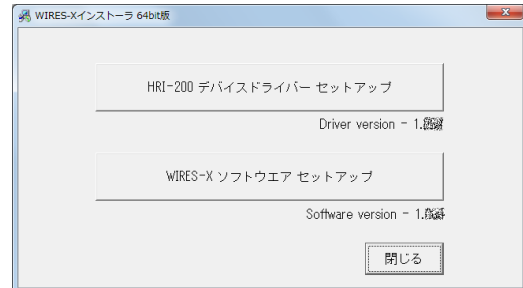 WIRES-Xインストーラ 64bit版
HRI-200 デバイスドライバー セットアップ
Driver version - 1.
WIRES-X ソフトウエア セットアップ
Software version - 1.
閉じる